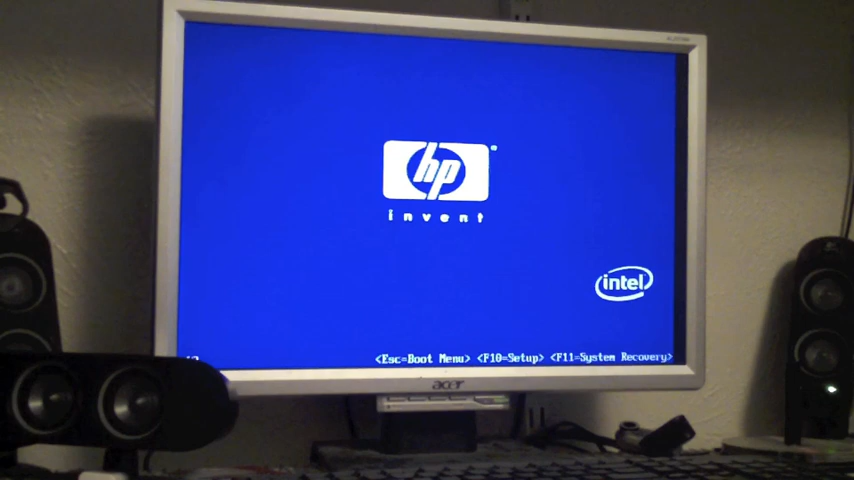 hp
invent
intel
<Esc=Boot Menu> <F10=Setup> <F11=System Recovery>
acer